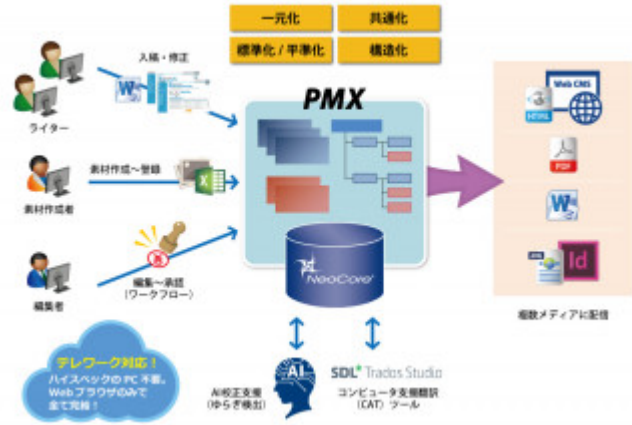 一元化
共通化
標準化 / 平準化
構造化
入稿・修正
ライター
PMX
Web CMS
HTML
PDF
素材作成〜登録
素材作成者
編集〜承認
(ワークフロー)
編集者
NeoCore
Id
複数メディアに配信
テレワーク対応！
ハイスペックの PC 不要。
Web ブラウザのみで
全て完結！
AI
AI校正支援
(ゆらぎ検出)
SDL* Trados Studio
コンピュータ支援翻訳
(CAT) ツール